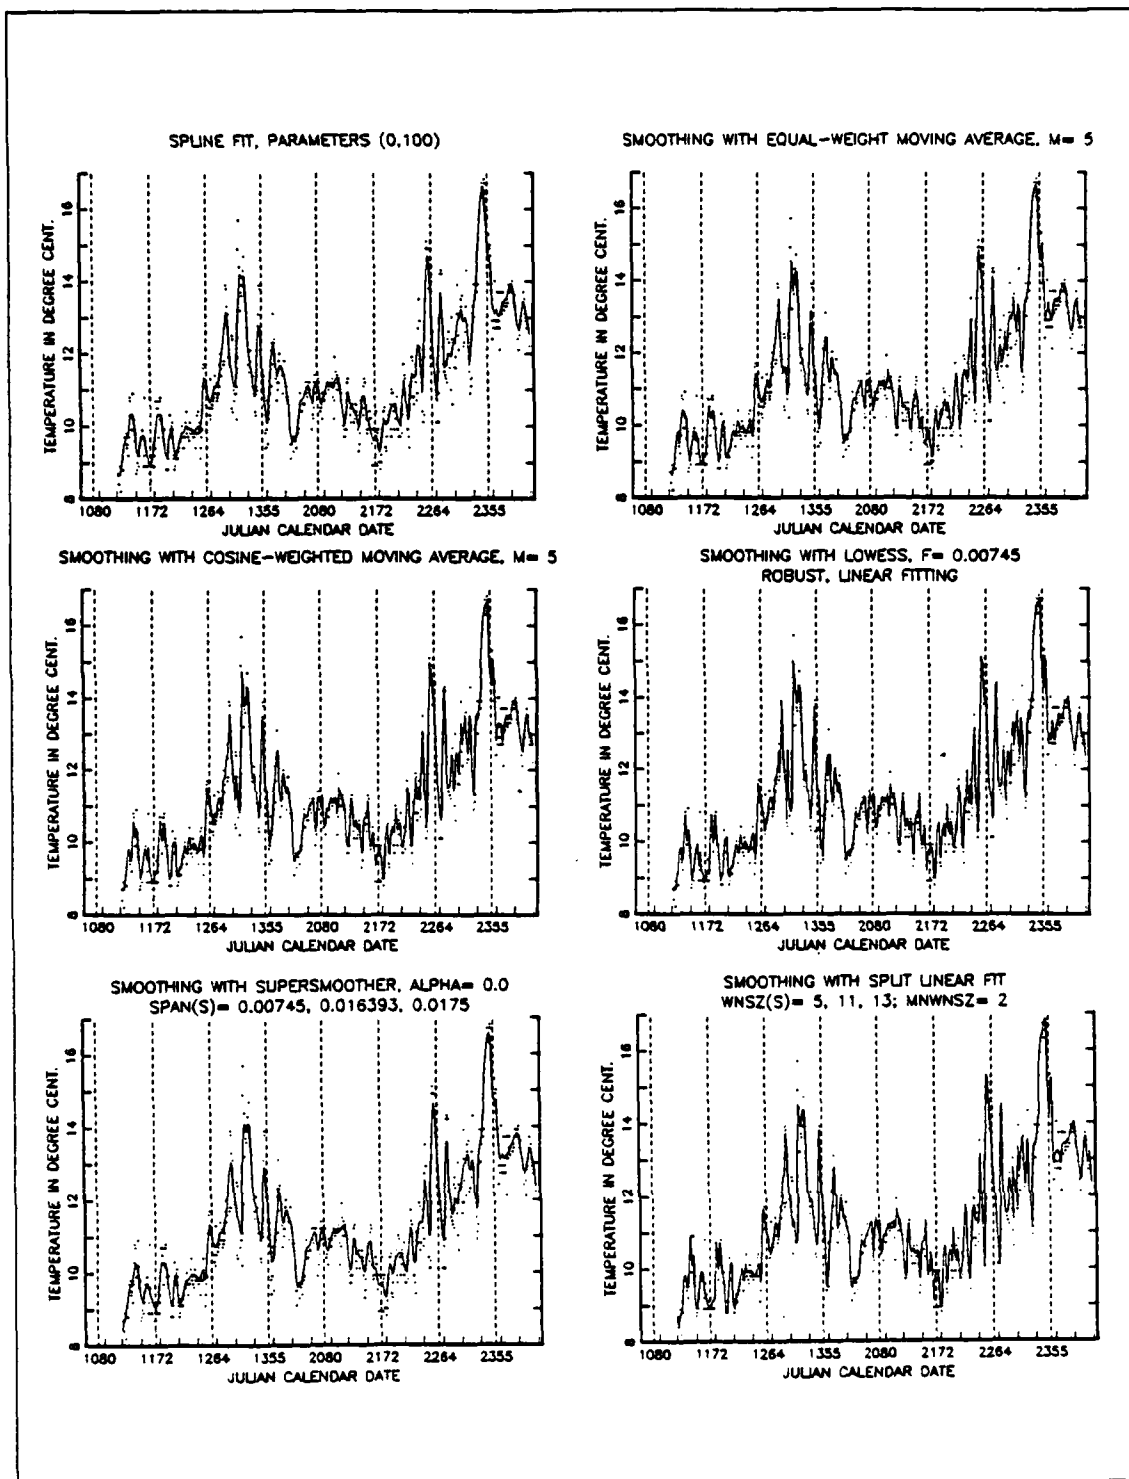 SPLINE FIT, PARAMETERS (0,100)
TEMPERATURE IN DEGREE CENT.
16
14
12
10
8
1080 1172 1264 1355 2080 2172 2264 2355
JULIAN CALENDAR DATE
SMOOTHING WITH EQUAL-WEIGHT MOVING AVERAGE, M= 5
TEMPERATURE IN DEGREE CENT.
16
14
12
10
8
1080 1172 1264 1355 2080 2172 2264 2355
JULIAN CALENDAR DATE
SMOOTHING WITH COSINE-WEIGHTED MOVING AVERAGE, M= 5
TEMPERATURE IN DEGREE CENT.
16
14
12
10
8
1080 1172 1264 1355 2080 2172 2264 2355
JULIAN CALENDAR DATE
SMOOTHING WITH LOWESS, F= 0.00745
ROBUST, LINEAR FITTING
TEMPERATURE IN DEGREE CENT.
16
14
12
10
8
1080 1172 1264 1355 2080 2172 2264 2355
JULIAN CALENDAR DATE
SMOOTHING WITH SUPERSMOOTHER, ALPHA= 0.0
SPAN(S)= 0.00745, 0.016393, 0.0175
TEMPERATURE IN DEGREE CENT.
16
14
12
10
8
1080 1172 1264 1355 2080 2172 2264 2355
JULIAN CALENDAR DATE
SMOOTHING WITH SPLIT LINEAR FIT
WNSZ(S)= 5, 11, 13; MNWNSZ= 2
TEMPERATURE IN DEGREE CENT.
16
14
12
10
8
1080 1172 1264 1355 2080 2172 2264 2355
JULIAN CALENDAR DATE